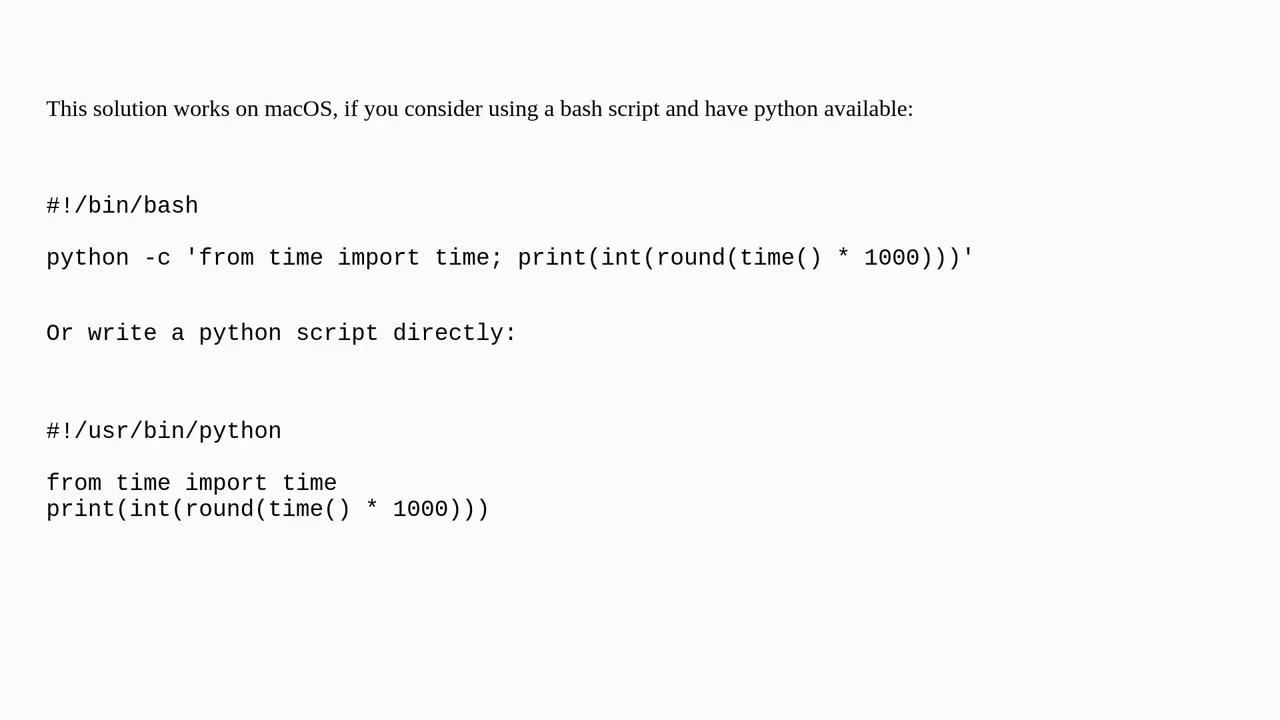 This solution works on macOS, if you consider using a bash script and have python available:
#!/bin/bash
python -c 'from time import time; print(int(round(time() * 1000)))'
Or write a python script directly:
#!/usr/bin/python
from time import time
print(int(round(time() * 1000)))